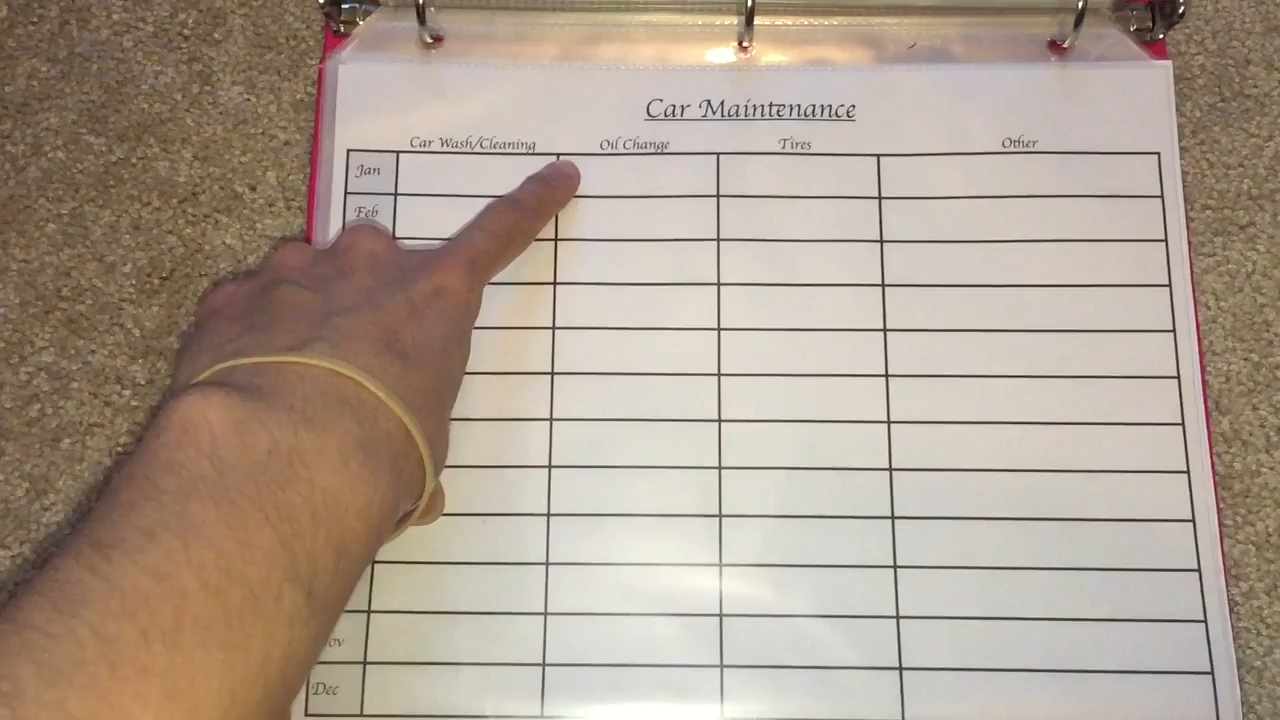 Car Maintenance
Car Wash/Cleaning Oil Change Tires Other
Jan
Feb
Dec